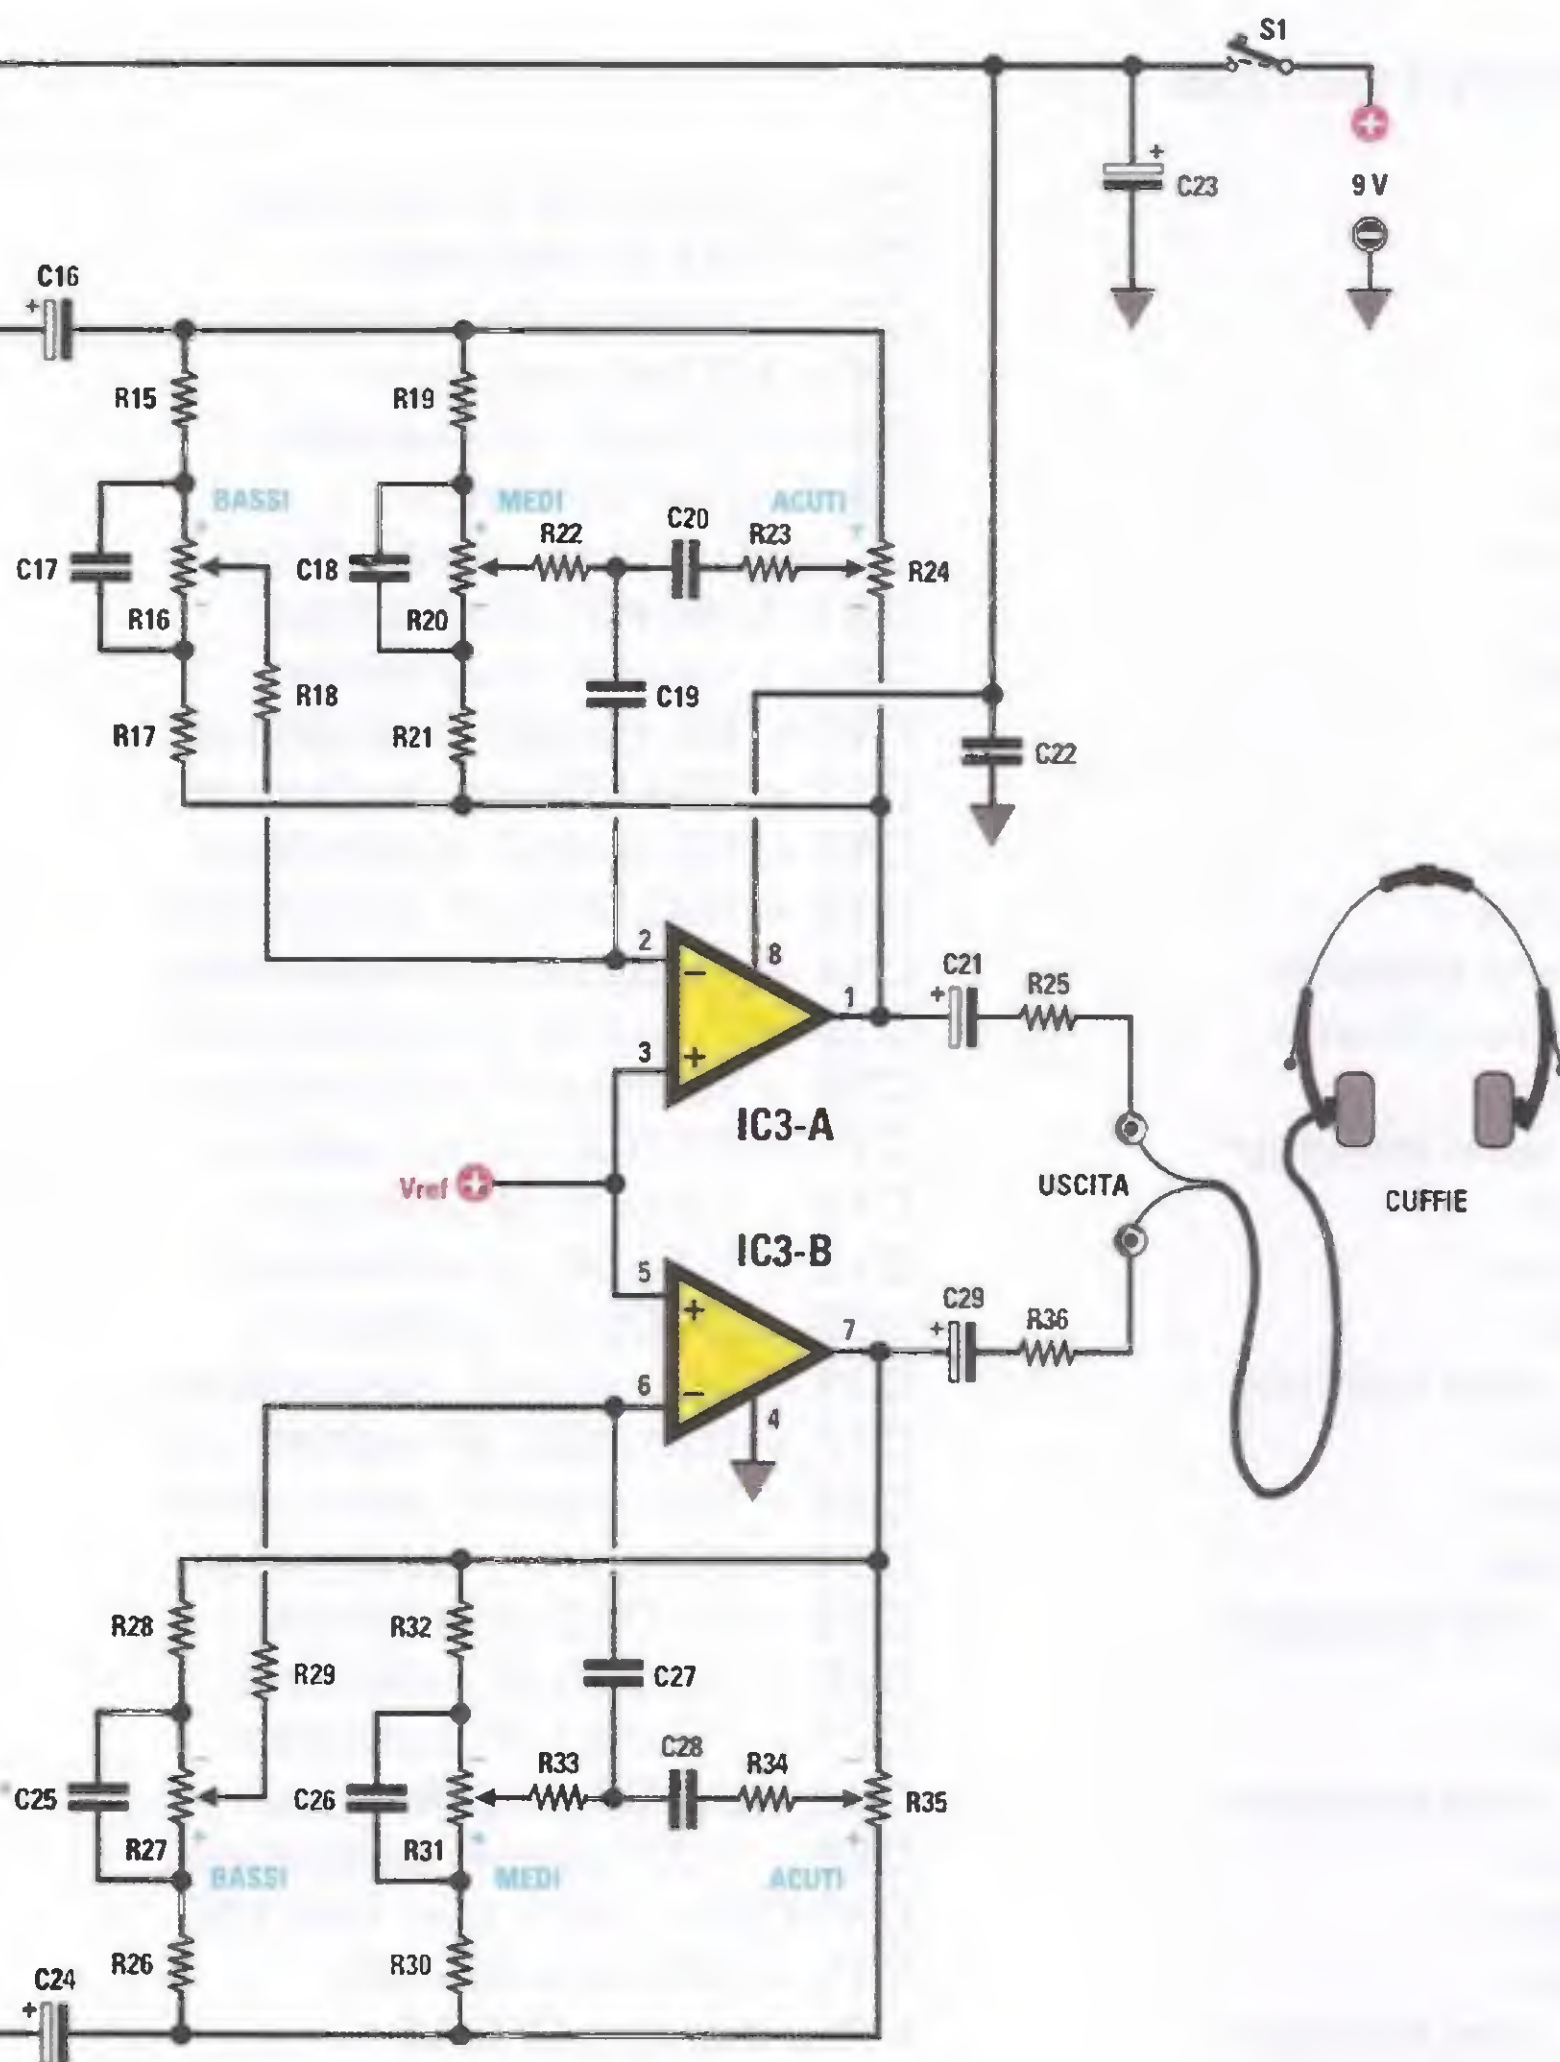 S1
+
C23
9 V
C16
+
R15
R19
BASSI
MEDI
ACUTI
+
+
+
C17
C18
R22
C20
R23
R24
R16
R20
−
−
−
R18
C19
R17
R21
C22
2
8
−
1
C21
+
R25
3
+
IC3-A
Vref
USCITA
CUFFIE
IC3-B
5
+
7
C29
+
R36
6
−
4
R28
R32
R29
C27
−
−
−
C25
C26
R33
C28
R34
R35
R27
R31
+
+
+
BASSI
MEDI
ACUTI
R26
R30
C24
+